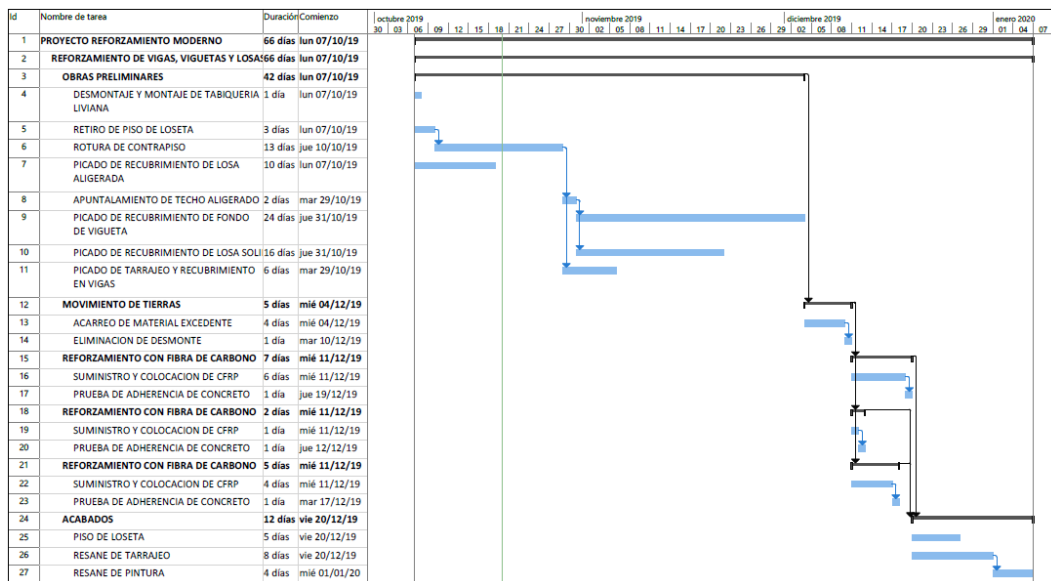 Id Nombre de tarea Duración Comienzo octubre 2019 noviembre 2019 diciembre 2019 enero 2020
30 03 06 09 12 15 18 21 24 27 30 02 05 08 11 14 17 20 23 26 29 02 05 08 11 14 17 20 23 26 29 01 04 07
1 PROYECTO REFORZAMIENTO MODERNO 66 días lun 07/10/19
2 REFORZAMIENTO DE VIGAS, VIGUETAS Y LOSAS 66 días lun 07/10/19
3 OBRAS PRELIMINARES 42 días lun 07/10/19
4 DESMONTAJE Y MONTAJE DE TABIQUERIA 1 día lun 07/10/19
LIVIANA
5 RETIRO DE PISO DE LOSETA 3 días lun 07/10/19
6 ROTURA DE CONTRAPISO 13 días jue 10/10/19
7 PICADO DE RECUBRIMIENTO DE LOSA 10 días lun 07/10/19
ALIGERADA
8 APUNTALAMIENTO DE TECHO ALIGERADO 2 días mar 29/10/19
9 PICADO DE RECUBRIMIENTO DE FONDO 24 días jue 31/10/19
DE VIGUETA
10 PICADO DE RECUBRIMIENTO DE LOSA SOLI 16 días jue 31/10/19
11 PICADO DE TARRAJEO Y RECUBRIMIENTO 6 días mar 29/10/19
EN VIGAS
12 MOVIMIENTO DE TIERRAS 5 días mié 04/12/19
13 ACARREO DE MATERIAL EXCEDENTE 4 días mié 04/12/19
14 ELIMINACION DE DESMONTE 1 día mar 10/12/19
15 REFORZAMIENTO CON FIBRA DE CARBONO 7 días mié 11/12/19
16 SUMINISTRO Y COLOCACION DE CFRP 6 días mié 11/12/19
17 PRUEBA DE ADHERENCIA DE CONCRETO 1 día jue 19/12/19
18 REFORZAMIENTO CON FIBRA DE CARBONO 2 días mié 11/12/19
19 SUMINISTRO Y COLOCACION DE CFRP 1 día mié 11/12/19
20 PRUEBA DE ADHERENCIA DE CONCRETO 1 día jue 12/12/19
21 REFORZAMIENTO CON FIBRA DE CARBONO 5 días mié 11/12/19
22 SUMINISTRO Y COLOCACION DE CFRP 4 días mié 11/12/19
23 PRUEBA DE ADHERENCIA DE CONCRETO 1 día mar 17/12/19
24 ACABADOS 12 días vie 20/12/19
25 PISO DE LOSETA 5 días vie 20/12/19
26 RESANE DE TARRAJEO 8 días vie 20/12/19
27 RESANE DE PINTURA 4 días mié 01/01/20